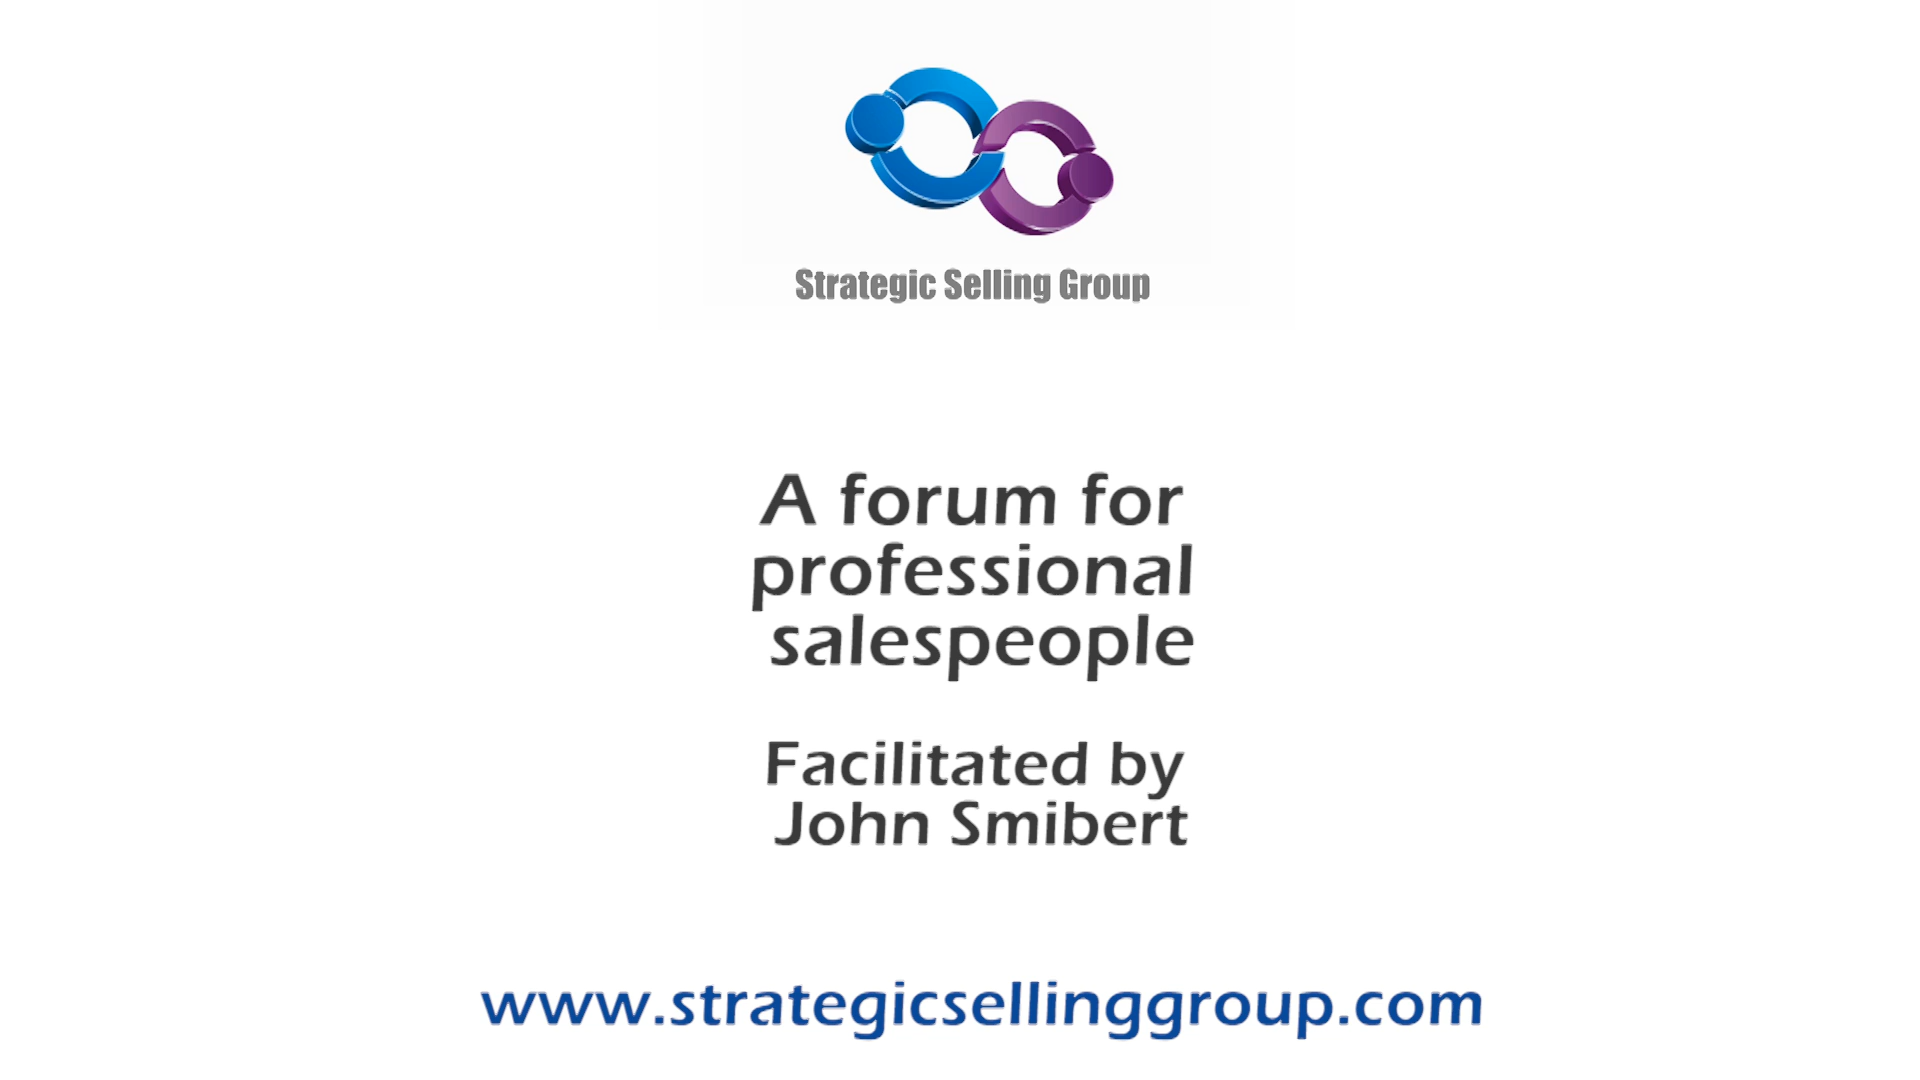 Strategic Selling Group
A forum for
professional
salespeople
Facilitated by
John Smibert
www.strategicsellinggroup.com